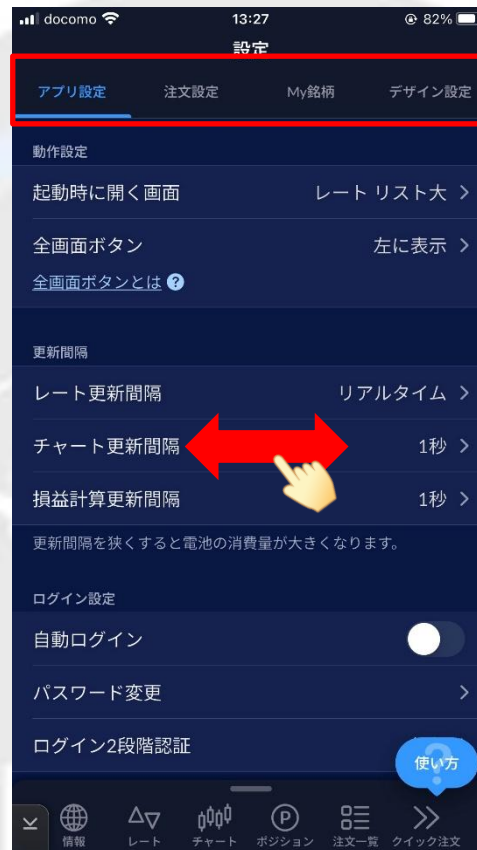 docomo 13:27 82%
設定
アプリ設定 注文設定 My銘柄 デザイン設定
動作設定
起動時に開く画面 レート リスト大
全画面ボタン 左に表示
全画面ボタンとは ?
更新間隔
レート更新間隔 リアルタイム
チャート更新間隔 1秒
損益計算更新間隔 1秒
更新間隔を狭くすると電池の消費量が大きくなります。
ログイン設定
自動ログイン
パスワード変更
ログイン2段階認証
使い方
情報 レート チャート ポジション 注文一覧 クイック注文